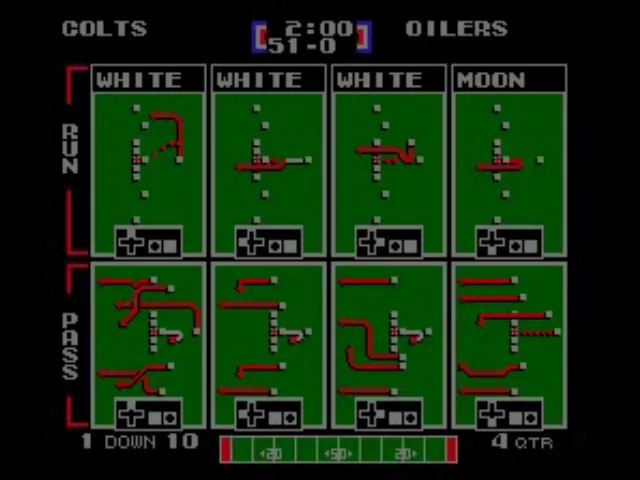 COLTS 2:00 OILERS
51-0
WHITE WHITE WHITE MOON
RUN
PASS
1 DOWN 10 4 QTR
20 50 20